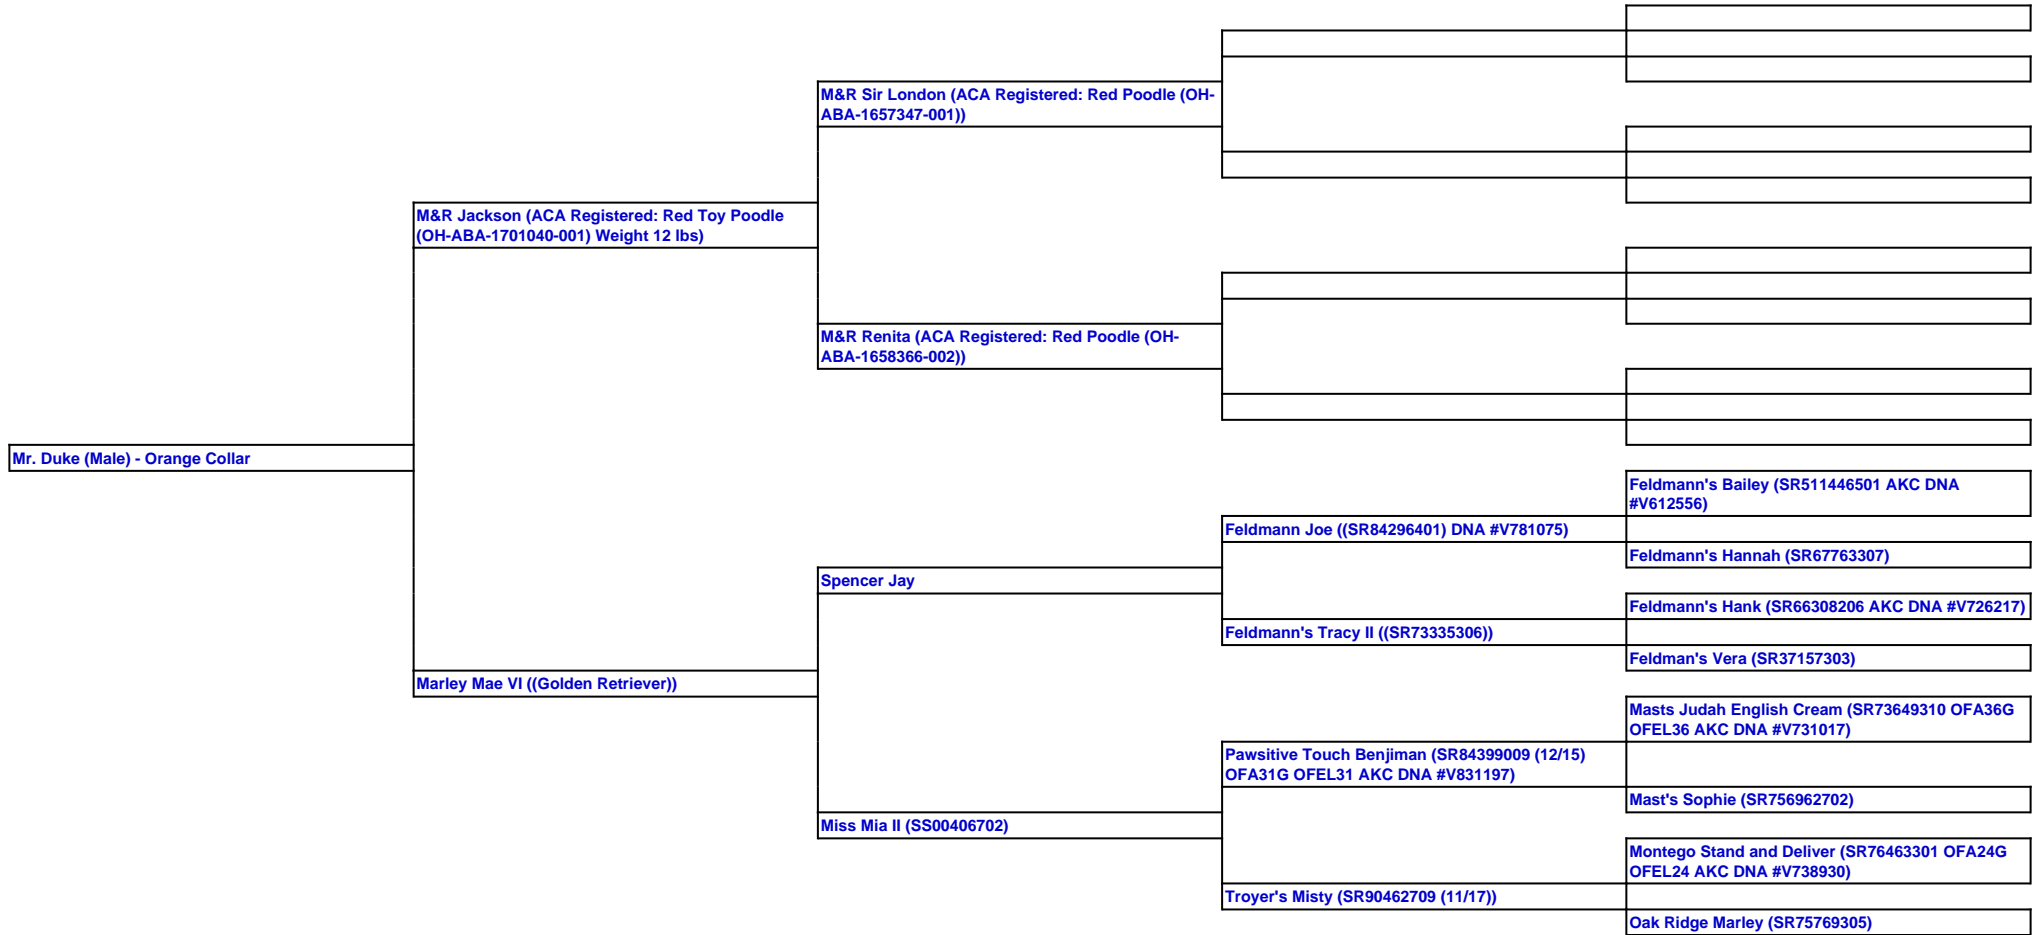 M&R Sir London (ACA Registered: Red Poodle (OH-
ABA-1657347-001))
M&R Jackson (ACA Registered: Red Toy Poodle
(OH-ABA-1701040-001) Weight 12 lbs)
M&R Renita (ACA Registered: Red Poodle (OH-
ABA-1658366-002))
Mr. Duke (Male) - Orange Collar
Feldmann's Bailey (SR511446501 AKC DNA
#V612556)
Feldmann Joe ((SR84296401) DNA #V781075)
Feldmann's Hannah (SR67763307)
Spencer Jay
Feldmann's Hank (SR66308206 AKC DNA #V726217)
Feldmann's Tracy II ((SR73335306))
Feldman's Vera (SR37157303)
Marley Mae VI ((Golden Retriever))
Masts Judah English Cream (SR73649310 OFA36G
OFEL36 AKC DNA #V731017)
Pawsitive Touch Benjiman (SR84399009 (12/15)
OFA31G OFEL31 AKC DNA #V831197)
Mast's Sophie (SR756962702)
Miss Mia II (SS00406702)
Montego Stand and Deliver (SR76463301 OFA24G
OFEL24 AKC DNA #V738930)
Troyer's Misty (SR90462709 (11/17))
Oak Ridge Marley (SR75769305)